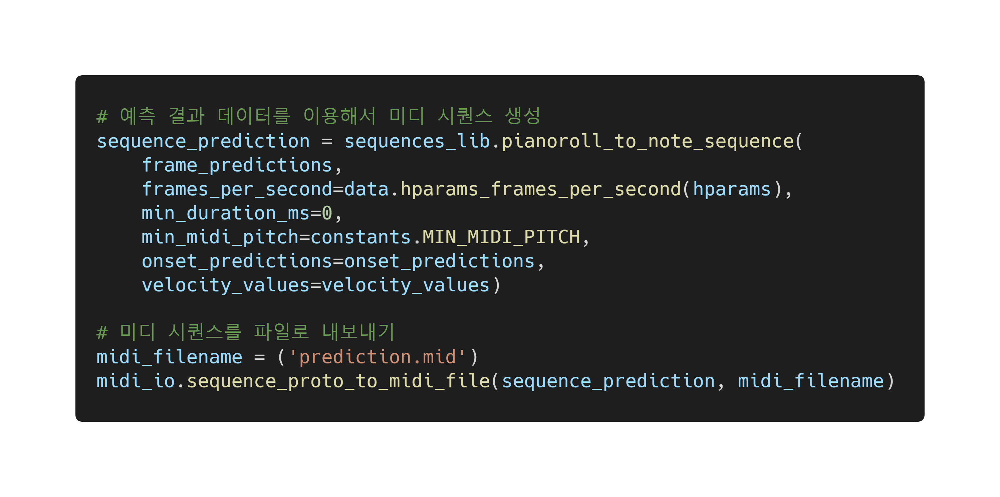 # 예측 결과 데이터를 이용해서 미디 시퀀스 생성
sequence_prediction = sequences_lib.pianoroll_to_note_sequence(
    frame_predictions,
    frames_per_second=data.hparams_frames_per_second(hparams),
    min_duration_ms=0,
    min_midi_pitch=constants.MIN_MIDI_PITCH,
    onset_predictions=onset_predictions,
    velocity_values=velocity_values)

# 미디 시퀀스를 파일로 내보내기
midi_filename = ('prediction.mid')
midi_io.sequence_proto_to_midi_file(sequence_prediction, midi_filename)